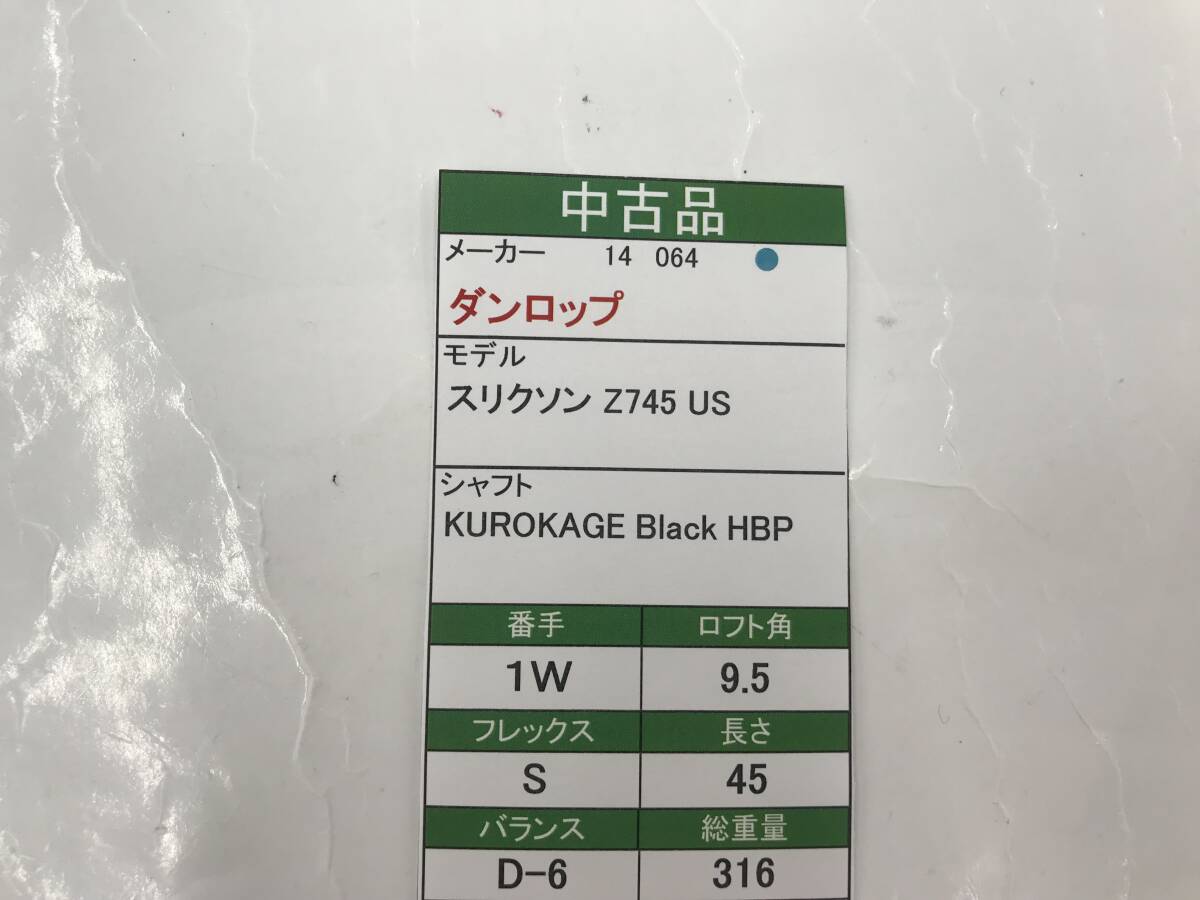 中古品
メーカー 14 064
ダンロップ
モデル
スリクソン Z745 US
シャフト
KUROKAGE Black HBP
番手 ロフト角
1W 9.5
フレックス 長さ
S 45
バランス 総重量
D-6 316